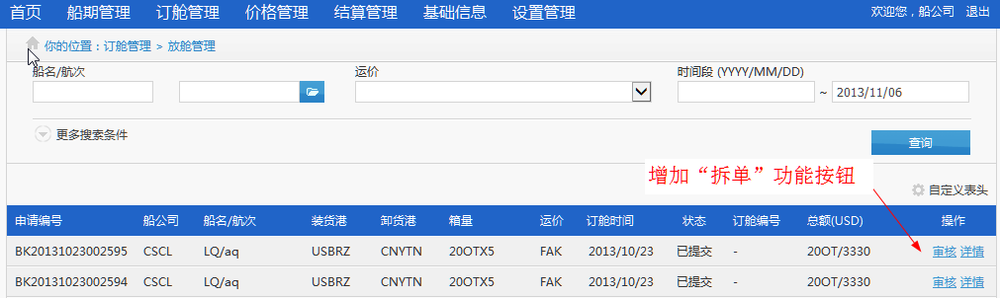 首页 船期管理 订舱管理 价格管理 结算管理 基础信息 设置管理 欢迎您，船公司 退出
你的位置：订舱管理 > 放舱管理
船名/航次 运价 时间段 (YYYY/MM/DD)
~ 2013/11/06
更多搜索条件
查询
增加“拆单”功能按钮
自定义表头
申请编号 船公司 船名/航次 装货港 卸货港 箱量 运价 订舱时间 状态 订舱编号 总额(USD) 操作
BK20131023002595 CSCL LQ/aq USBRZ CNYTN 20OTX5 FAK 2013/10/23 已提交 - 20OT/3330 审核 详情
BK20131023002594 CSCL LQ/aq USBRZ CNYTN 20OTX5 FAK 2013/10/23 已提交 - 20OT/3330 审核 详情